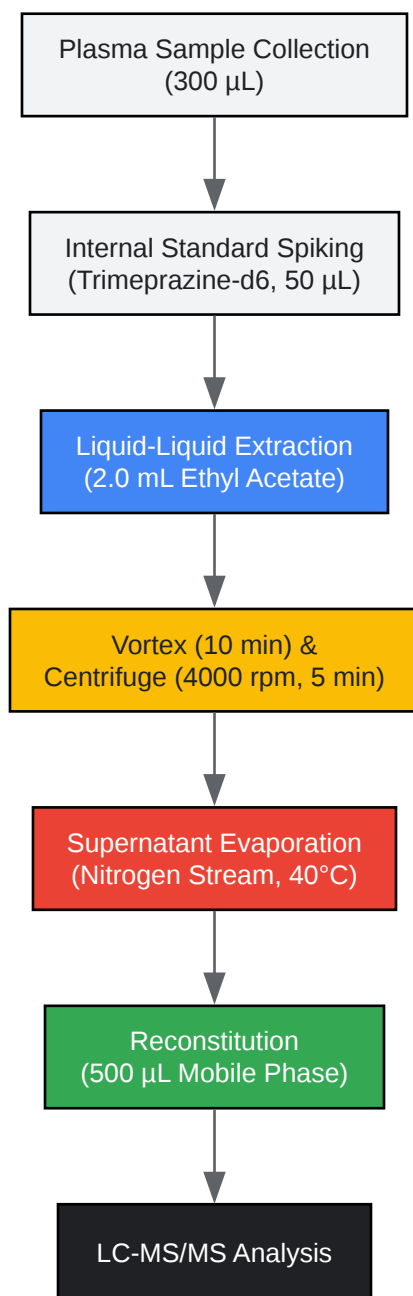 Plasma Sample Collection
(300 µL)
Internal Standard Spiking
(Trimeprazine-d6, 50 µL)
Liquid-Liquid Extraction
(2.0 mL Ethyl Acetate)
Vortex (10 min) &
Centrifuge (4000 rpm, 5 min)
Supernatant Evaporation
(Nitrogen Stream, 40°C)
Reconstitution
(500 µL Mobile Phase)
LC-MS/MS Analysis